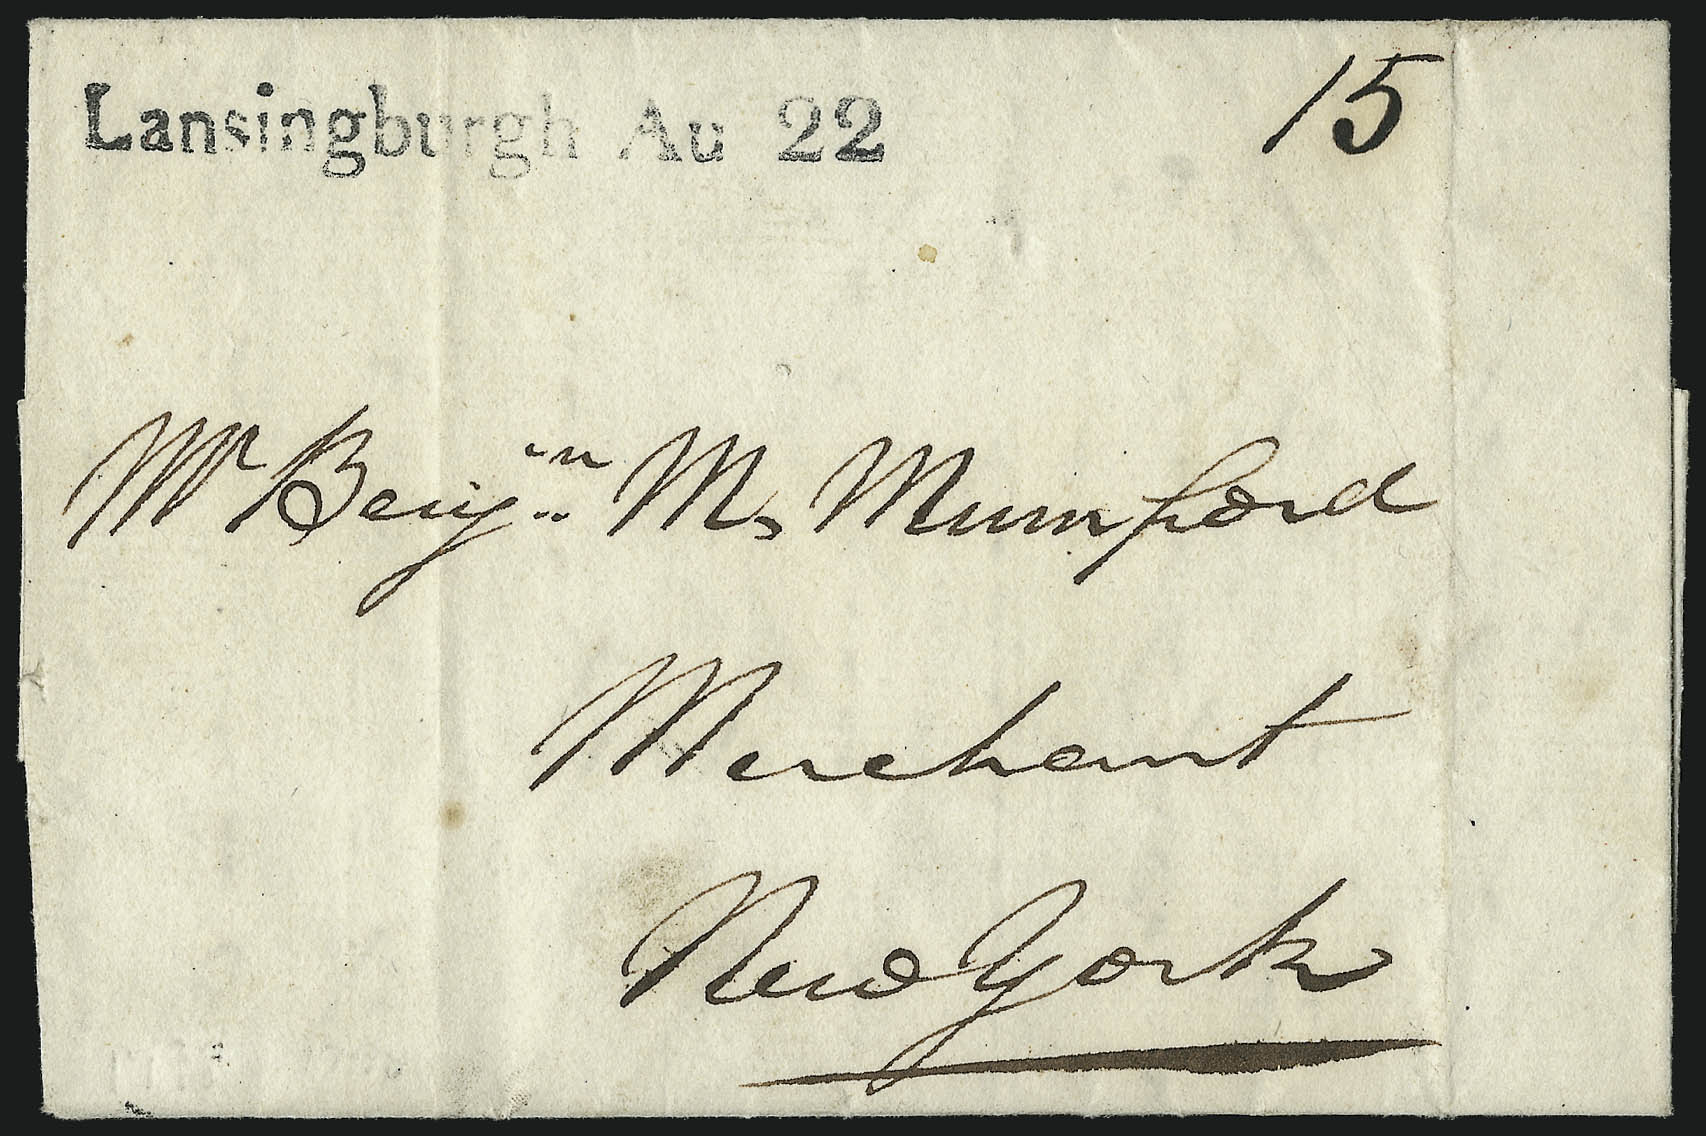 Lansingburgh Au 22
15
Mr Benjn M. Mumford
Merchant
New York